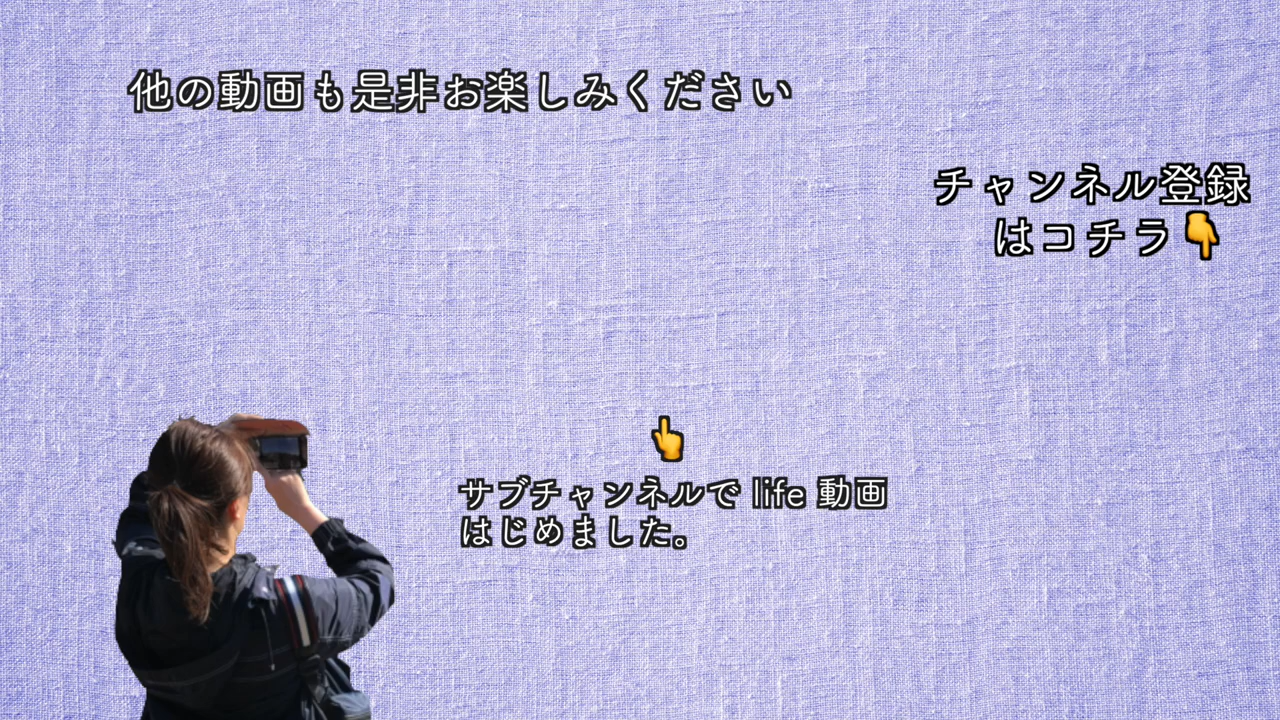 他の動画も是非お楽しみください
チャンネル登録
はコチラ👇
👆
サブチャンネルで life 動画
はじめました。